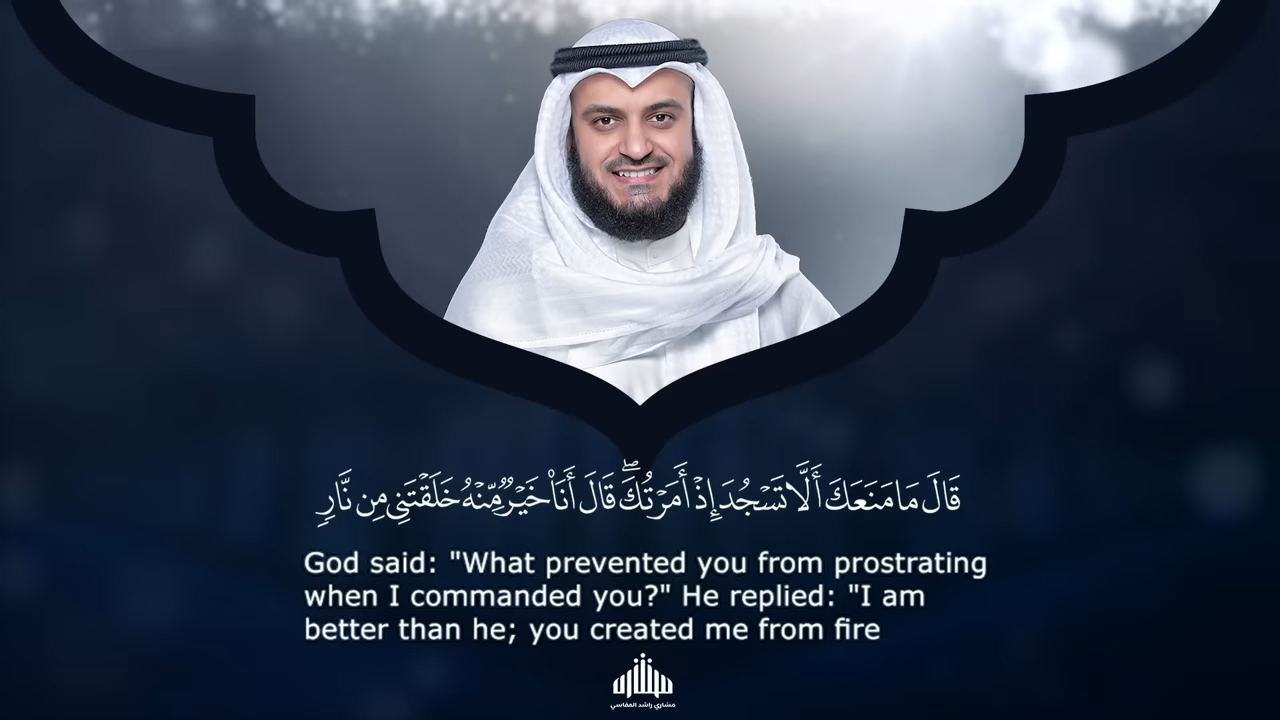 قَالَ مَا مَنَعَكَ أَلَّا تَسْجُدَ إِذْ أَمَرْتُكَ ۖ قَالَ أَنَا۠ خَيْرٌ مِّنْهُ خَلَقْتَنِى مِن نَّارٍ
God said: "What prevented you from prostrating
when I commanded you?" He replied: "I am
better than he; you created me from fire
مشاري راشد العفاسي